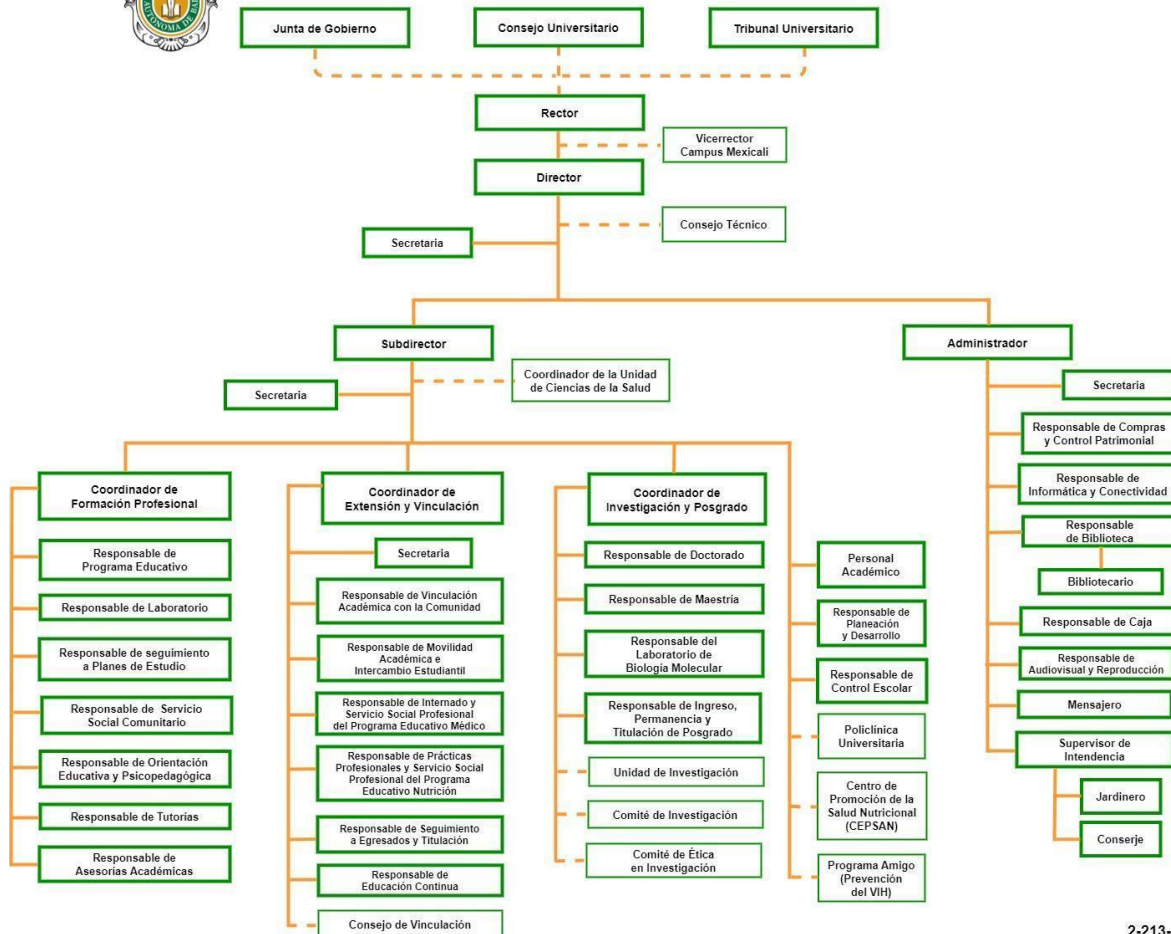 AUTÓNOMA DE BA
Junta de Gobierno
Consejo Universitario
Tribunal Universitario
Rector
Vicerrector
Campus Mexicali
Director
Consejo Técnico
Secretaria
Subdirector
Administrador
Coordinador de la Unidad
de Ciencias de la Salud
Secretaria
Secretaria
Coordinador de
Formación Profesional
Responsable de
Programa Educativo
Responsable de Laboratorio
Responsable de seguimiento
a Planes de Estudio
Responsable de Servicio
Social Comunitario
Responsable de Orientación
Educativa y Psicopedagógica
Responsable de Tutorías
Responsable de
Asesorías Académicas
Coordinador de
Extensión y Vinculación
Secretaria
Responsable de Vinculación
Académica con la Comunidad
Responsable de Movilidad
Académica e
Intercambio Estudiantil
Responsable de Internado y
Servicio Social Profesional
del Programa Educativo Médico
Responsable de Prácticas
Profesionales y Servicio Social
Profesional del Programa
Educativo Nutrición
Responsable de Seguimiento
a Egresados y Titulación
Responsable de
Educación Continua
Consejo de Vinculación
Coordinador de
Investigación y Posgrado
Responsable de Doctorado
Responsable de Maestría
Responsable del
Laboratorio de
Biología Molecular
Responsable de Ingreso,
Permanencia y
Titulación de Posgrado
Unidad de Investigación
Comité de Investigación
Comité de Ética
en Investigación
Personal
Académico
Responsable de
Planeación
y Desarrollo
Responsable de
Control Escolar
Policlínica
Universitaria
Centro de
Promoción de la
Salud Nutricional
(CEPSAN)
Programa Amigo
(Prevención
del VIH)
Responsable de Compras
y Control Patrimonial
Responsable de
Informática y Conectividad
Responsable
de Biblioteca
Bibliotecario
Responsable de Caja
Responsable de
Audiovisual y Reproducción
Mensajero
Supervisor de
Intendencia
Jardinero
Conserje
2-213-